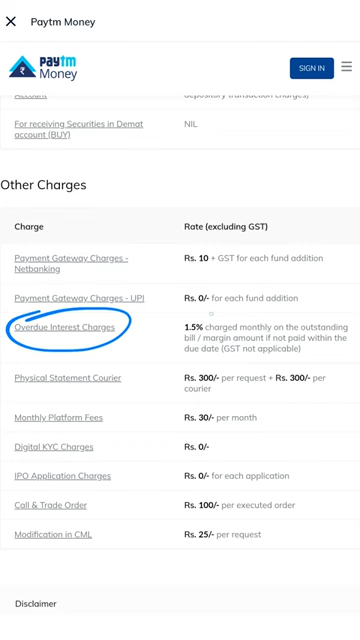 Paytm Money
paytm
Money
SIGN IN
Account
depository transaction charges)
For receiving Securities in Demat
account (BUY)
NIL
Other Charges
Charge
Rate (excluding GST)
Payment Gateway Charges -
Netbanking
Rs. 10 + GST for each fund addition
Payment Gateway Charges - UPI
Rs. 0/- for each fund addition
Overdue Interest Charges
1.5% charged monthly on the outstanding
bill / margin amount if not paid within the
due date (GST not applicable)
Physical Statement Courier
Rs. 300/- per request + Rs. 300/- per
courier
Monthly Platform Fees
Rs. 30/- per month
Digital KYC Charges
Rs. 0/-
IPO Application Charges
Rs. 0/- for each application
Call & Trade Order
Rs. 100/- per executed order
Modification in CML
Rs. 25/- per request
Disclaimer